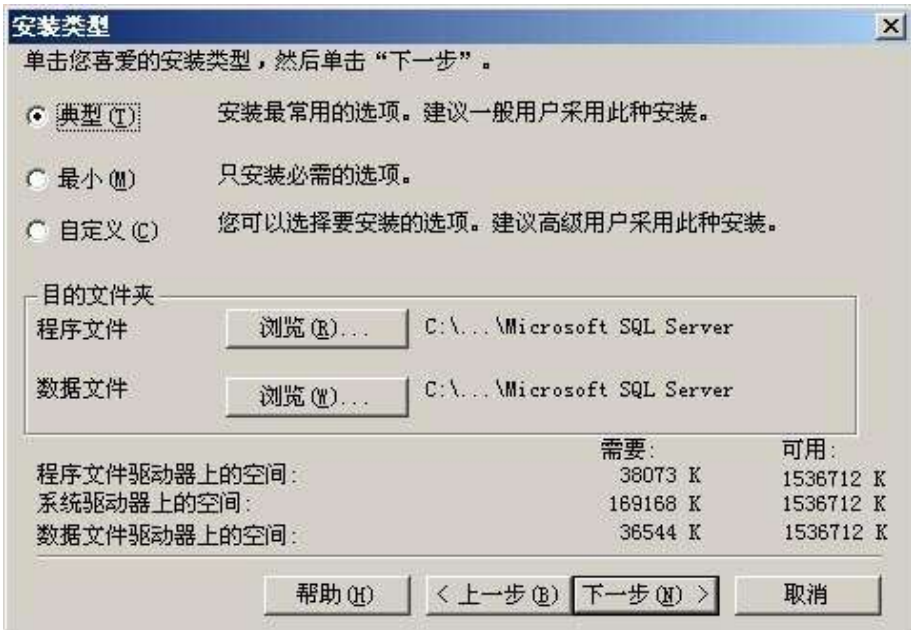 安装类型
单击您喜爱的安装类型，然后单击“下一步”。
典型(T) 安装最常用的选项。建议一般用户采用此种安装。
最小(M) 只安装必需的选项。
自定义(C) 您可以选择要安装的选项。建议高级用户采用此种安装。
目的文件夹
程序文件 浏览(R)... C:\...\Microsoft SQL Server
数据文件 浏览(W)... C:\...\Microsoft SQL Server
需要: 可用:
程序文件驱动器上的空间: 38073 K 1536712 K
系统驱动器上的空间: 169168 K 1536712 K
数据文件驱动器上的空间: 36544 K 1536712 K
帮助(H) < 上一步(B) 下一步(N) > 取消